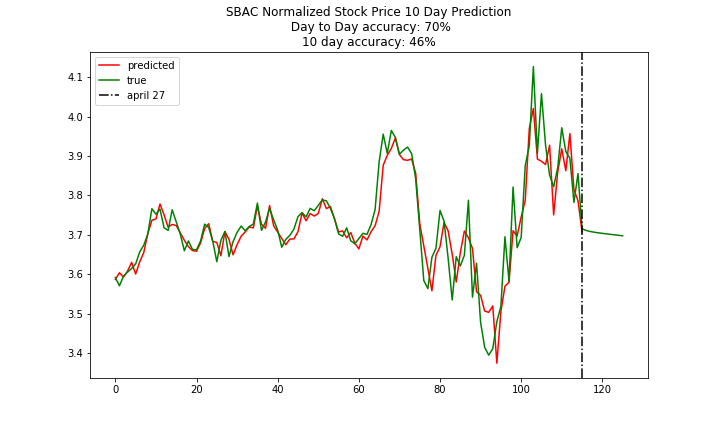 SBAC Normalized Stock Price 10 Day Prediction
Day to Day accuracy: 70%
10 day accuracy: 46%
predicted
true
april 27
4.1
4.0
3.9
3.8
3.7
3.6
3.5
3.4
0 20 40 60 80 100 120